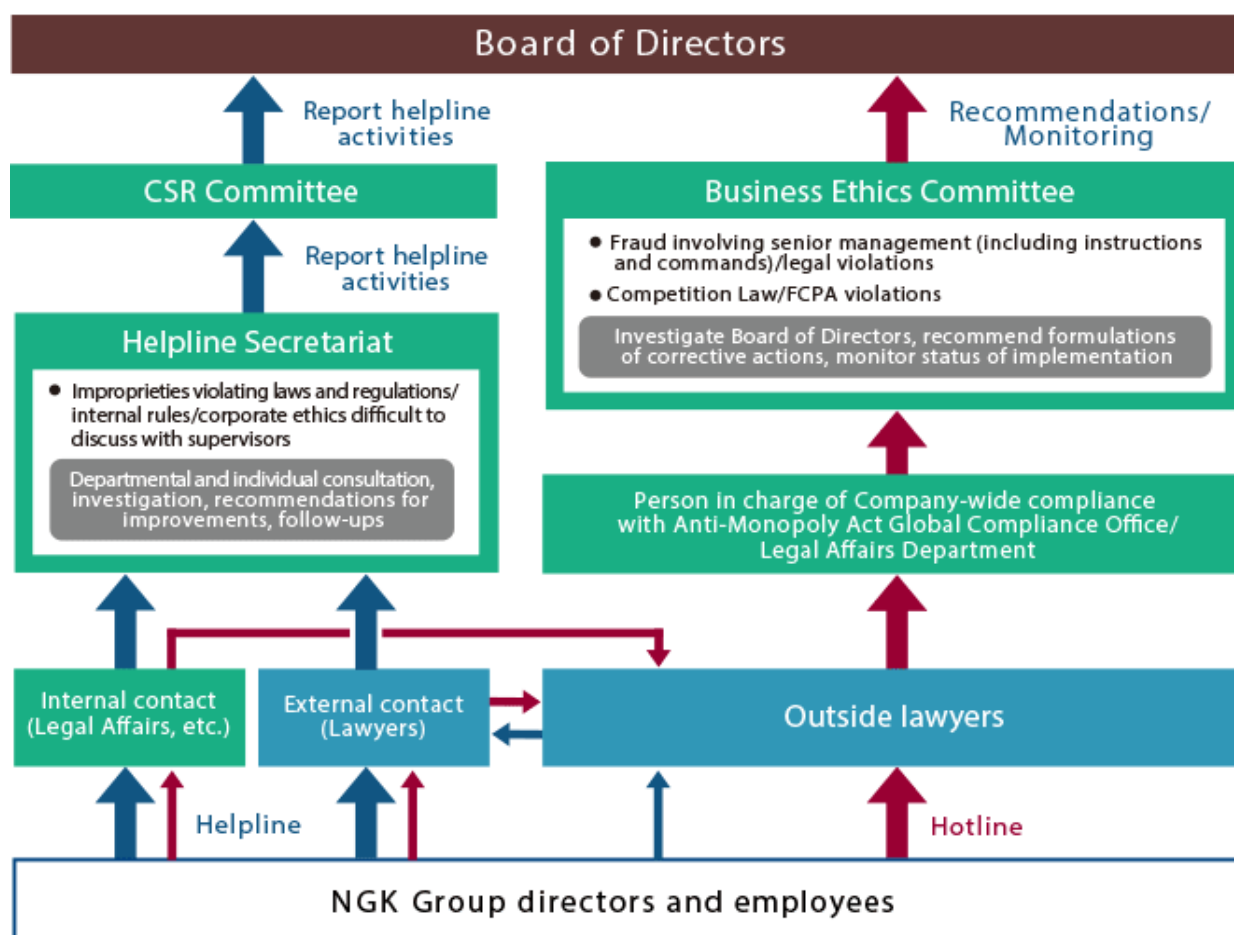 Board of Directors
Report helpline
activities
Recommendations/
Monitoring
CSR Committee
Report helpline
activities
Business Ethics Committee
● Fraud involving senior management (including instructions
and commands)/legal violations
● Competition Law/FCPA violations
Investigate Board of Directors, recommend formulations
of corrective actions, monitor status of implementation
Helpline Secretariat
● Improprieties violating laws and regulations/
internal rules/corporate ethics difficult to
discuss with supervisors
Departmental and individual consultation,
investigation, recommendations for
improvements, follow-ups
Person in charge of Company-wide compliance
with Anti-Monopoly Act Global Compliance Office/
Legal Affairs Department
Internal contact
(Legal Affairs, etc.)
External contact
(Lawyers)
Outside lawyers
Helpline
Hotline
NGK Group directors and employees